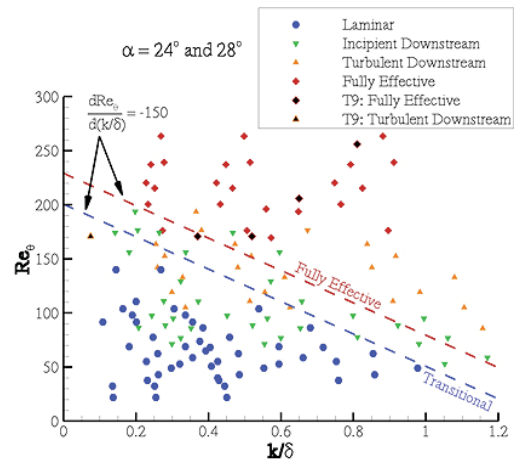 Laminar
Incipient Downstream
Turbulent Downstream
Fully Effective
T9: Fully Effective
T9: Turbulent Downstream
α = 24° and 28°
dReθ
d(k/δ)
=-150
300
250
200
150
100
50
0
Reθ
Fully Effective
Transitional
0
0.2
0.4
0.6
0.8
1
1.2
k/δ